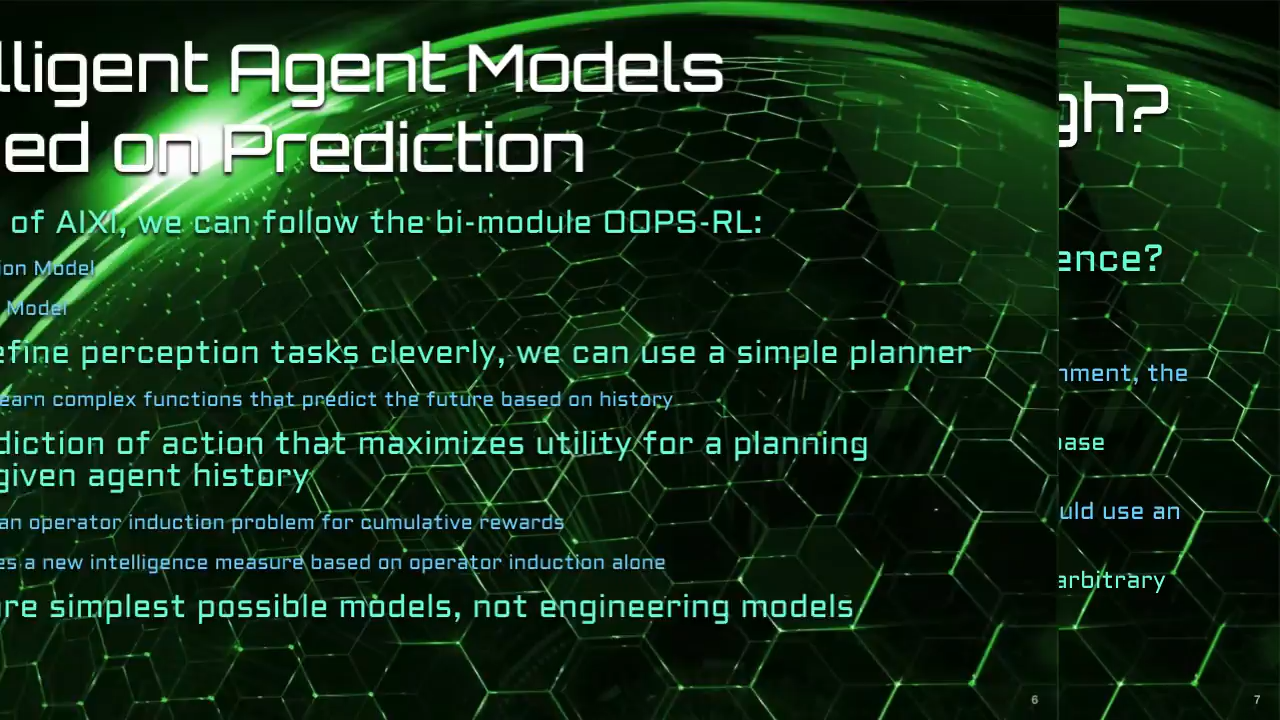 lligent Agent Models
ed on Prediction
of AIXI, we can follow the bi-module OOPS-RL:
ion Model
Model
efine perception tasks cleverly, we can use a simple planner
earn complex functions that predict the future based on history
diction of action that maximizes utility for a planning
given agent history
an operator induction problem for cumulative rewards
es a new intelligence measure based on operator induction alone
are simplest possible models, not engineering models
6
gh?
ence?
nment, the
base
uld use an
arbitrary
7